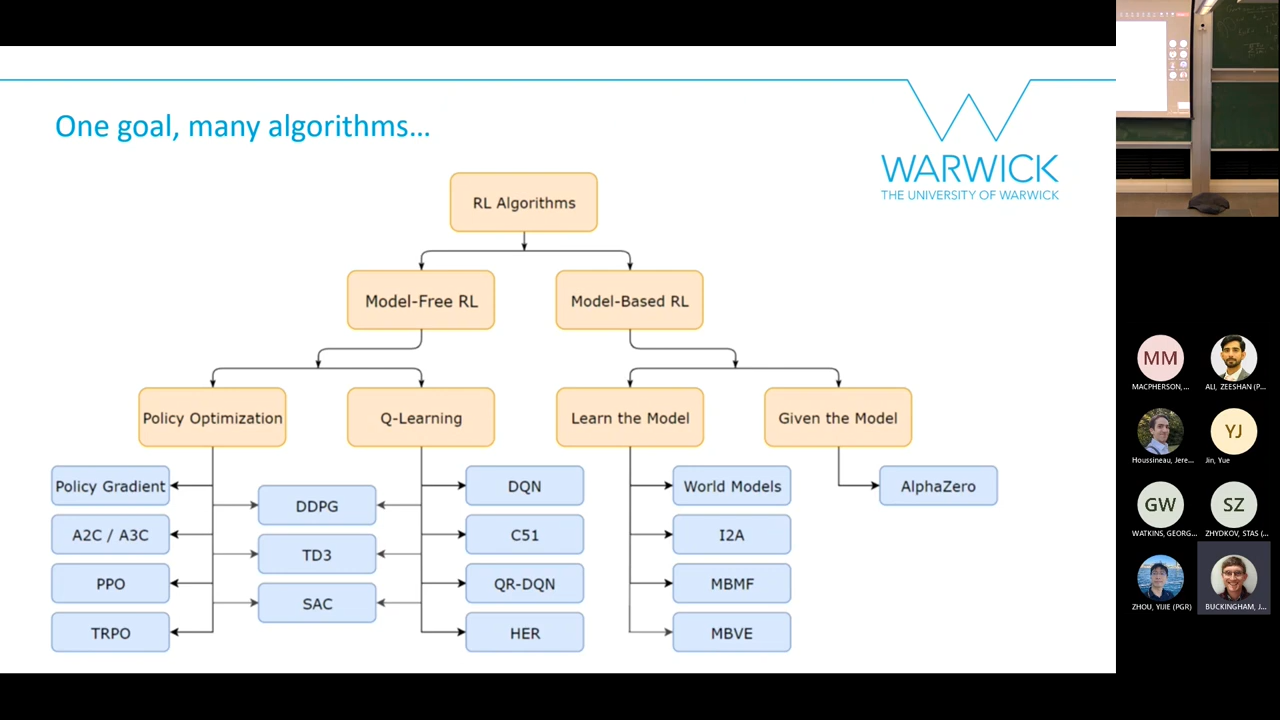 One goal, many algorithms...
WARWICK
THE UNIVERSITY OF WARWICK
RL Algorithms
Model-Free RL
Model-Based RL
Policy Optimization
Q-Learning
Learn the Model
Given the Model
Policy Gradient
A2C / A3C
PPO
TRPO
DDPG
TD3
SAC
DQN
C51
QR-DQN
HER
World Models
I2A
MBMF
MBVE
AlphaZero
MM
MACPHERSON,...
ALI, ZEESHAN (P...
Houssineau, Jere...
YJ
Jin, Yue
GW
WATKINS, GEORG...
SZ
ZHYDKOV, STAS (...
ZHOU, YIJIE (PGR)
BUCKINGHAM, J...